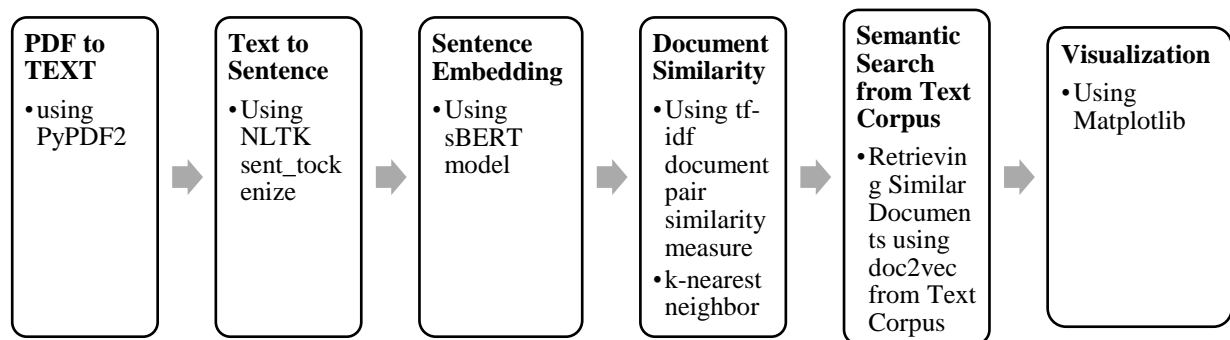 PDF to
TEXT
•using
PyPDF2
Text to
Sentence
•Using
NLTK
sent_tock
enize
Sentence
Embedding
•Using
sBERT
model
Document
Similarity
•Using tf-
idf
document
pair
similarity
measure
•k-nearest
neighbor
Semantic
Search
from Text
Corpus
•Retrievin
g Similar
Documen
ts using
doc2vec
from Text
Corpus
Visualization
•Using
Matplotlib